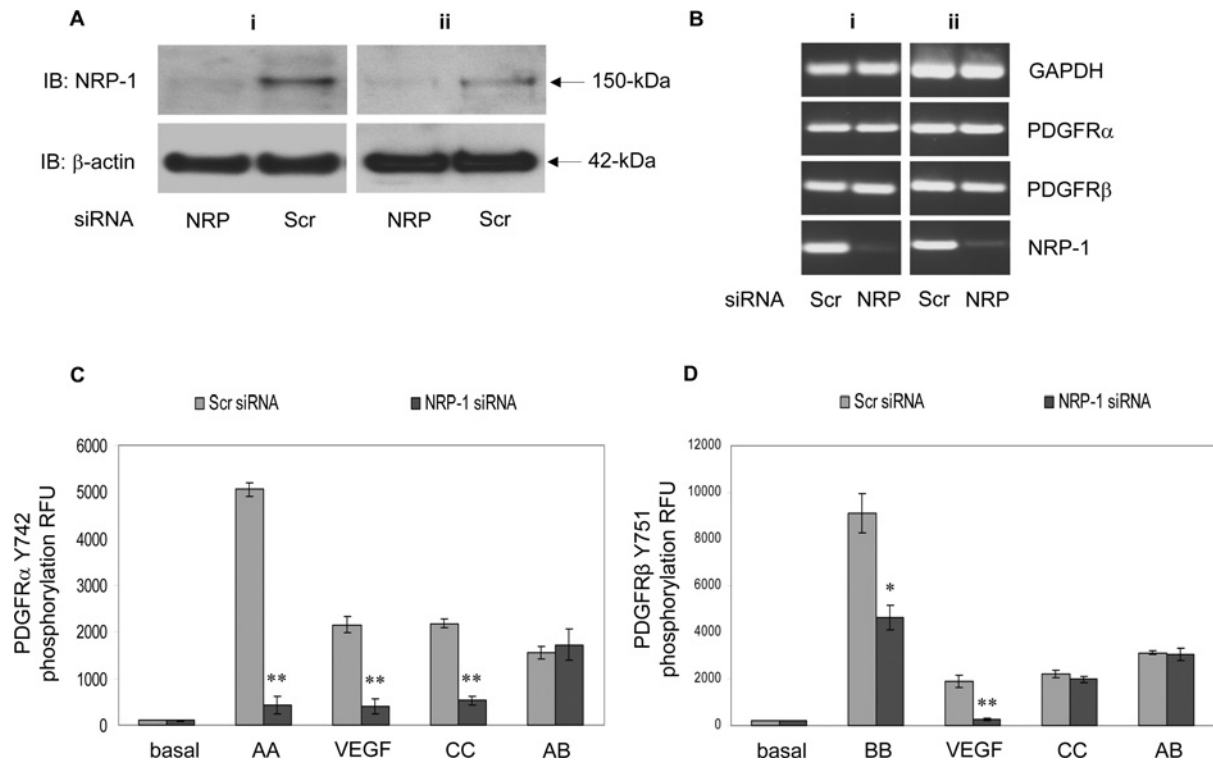 A
i ii
IB: NRP-1
150-kDa
IB: β-actin
42-kDa
siRNA NRP Scr NRP Scr
B
i ii
GAPDH
PDGFRα
PDGFRβ
NRP-1
siRNA Scr NRP Scr NRP
C
Scr siRNA NRP-1 siRNA
PDGFRα Y742
phosphorylation RFU
6000
5000
4000
3000
2000
1000
0
** ** **
basal AA VEGF CC AB
D
Scr siRNA NRP-1 siRNA
PDGFRβ Y751
phosphorylation RFU
12000
10000
8000
6000
4000
2000
0
* **
basal BB VEGF CC AB